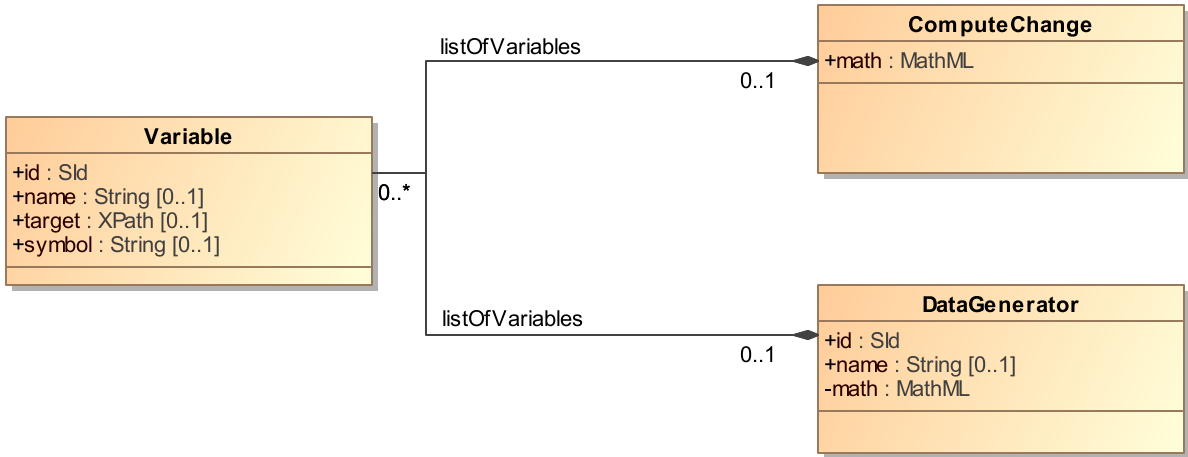 Variable
+id : SId
+name : String [0..1]
+target : XPath [0..1]
+symbol : String [0..1]
0..*
listOfVariables
0..1
ComputeChange
+math : MathML
listOfVariables
0..1
DataGenerator
+id : SId
+name : String [0..1]
-math : MathML